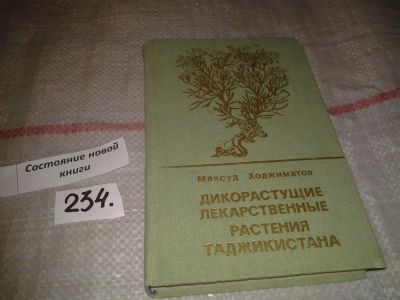 Состояние новой
книги
234.
Максуд Ходжиматов
ДИКОРАСТУЩИЕ
ЛЕКАРСТВЕННЫЕ
РАСТЕНИЯ
ТАДЖИКИСТАНА